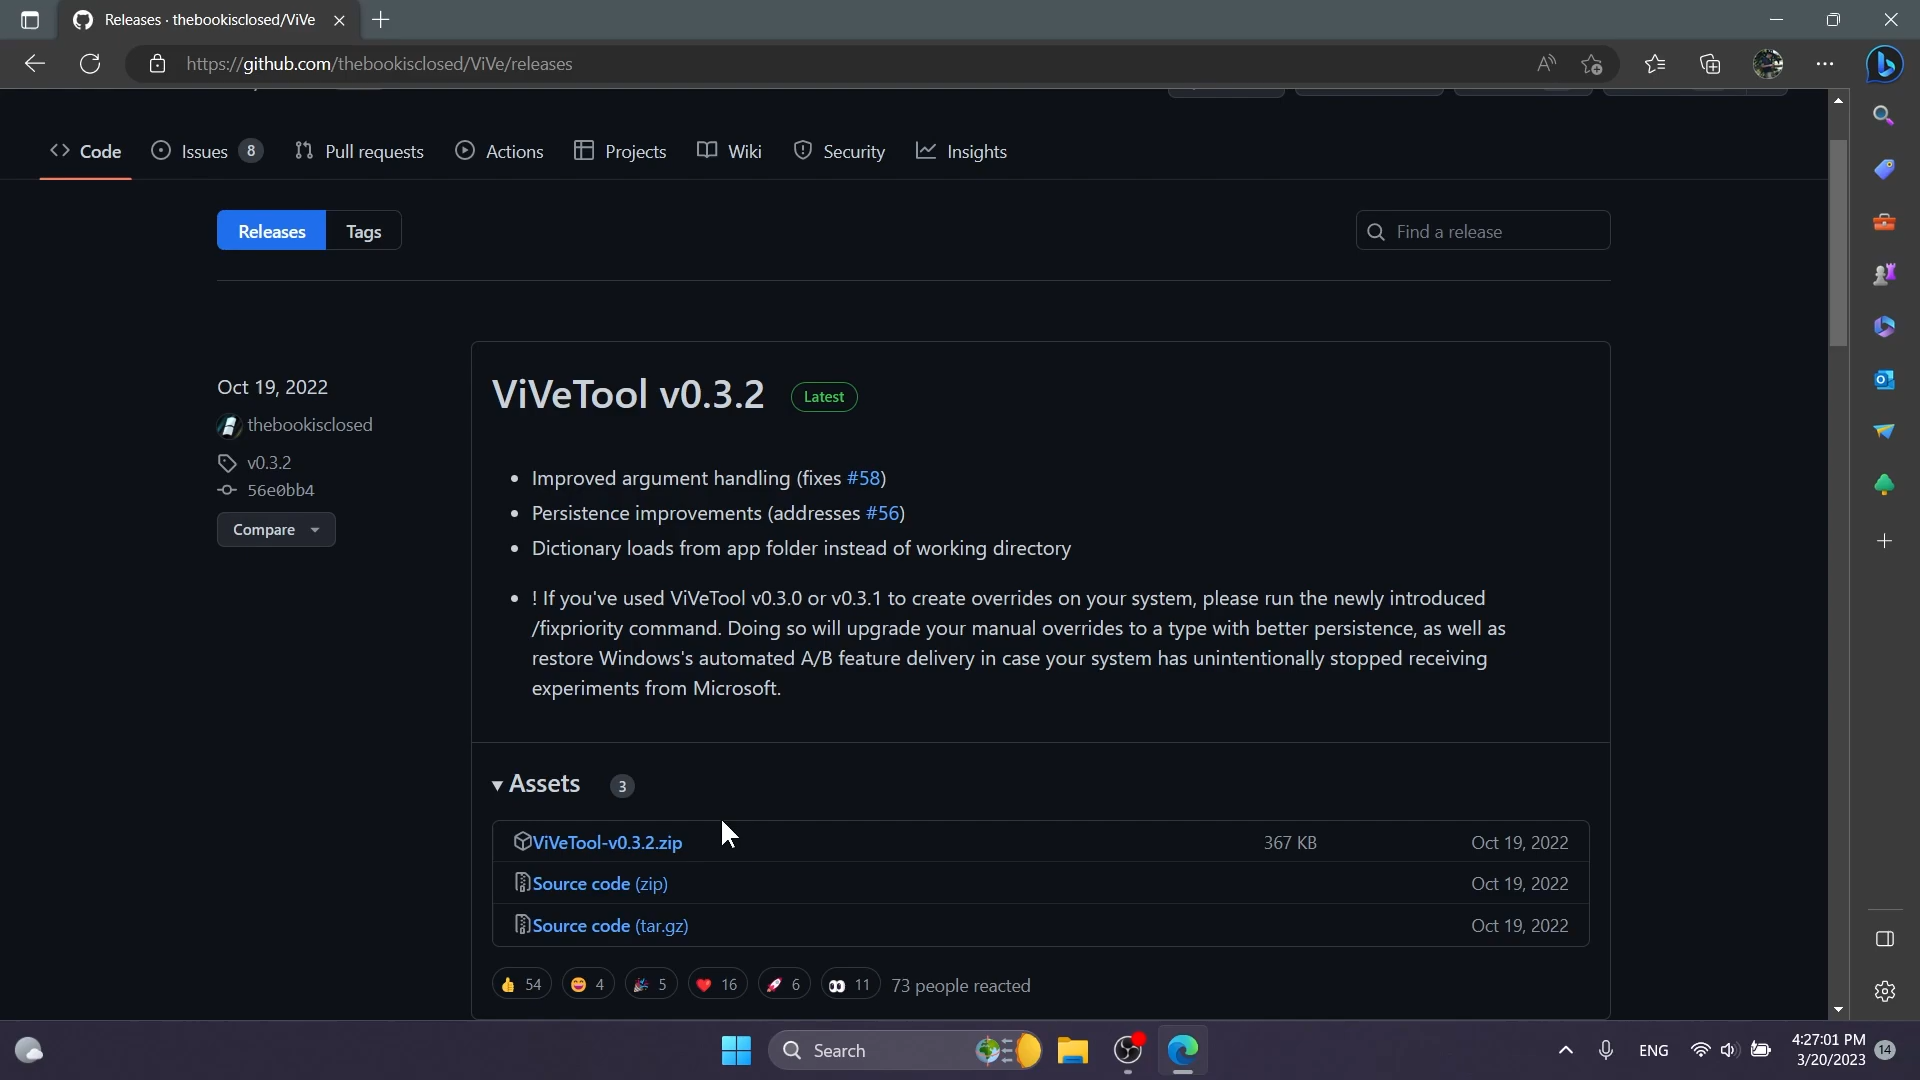 Releases · thebookisclosed/ViVe
https://github.com/thebookisclosed/ViVe/releases
Code
Issues 8
Pull requests
Actions
Projects
Wiki
Security
Insights
Releases
Tags
Find a release
Oct 19, 2022
thebookisclosed
v0.3.2
56e0bb4
Compare
ViVeTool v0.3.2 Latest
• Improved argument handling (fixes #58)
• Persistence improvements (addresses #56)
• Dictionary loads from app folder instead of working directory
• ! If you've used ViVeTool v0.3.0 or v0.3.1 to create overrides on your system, please run the newly introduced
/fixpriority command. Doing so will upgrade your manual overrides to a type with better persistence, as well as
restore Windows's automated A/B feature delivery in case your system has unintentionally stopped receiving
experiments from Microsoft.
Assets 3
ViVeTool-v0.3.2.zip 367 KB Oct 19, 2022
Source code (zip) Oct 19, 2022
Source code (tar.gz) Oct 19, 2022
54 4 5 16 6 11 73 people reacted
Search
ENG
4:27:01 PM
3/20/2023
14